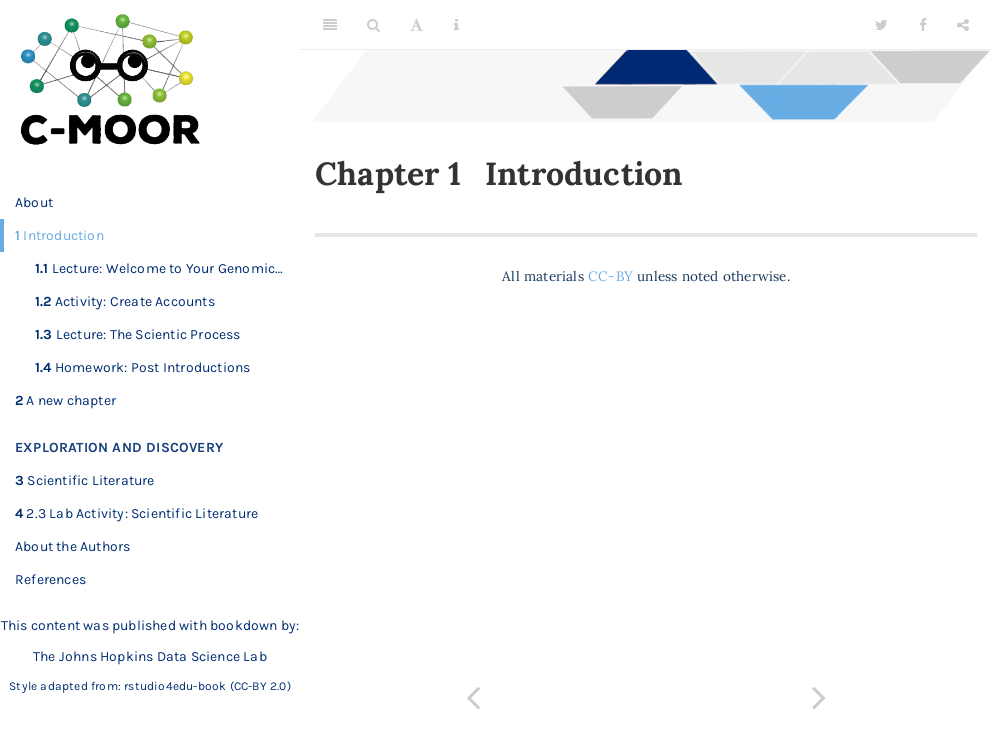 C-MOOR
About
1 Introduction
1.1 Lecture: Welcome to Your Genomic…
1.2 Activity: Create Accounts
1.3 Lecture: The Scientic Process
1.4 Homework: Post Introductions
2 A new chapter
EXPLORATION AND DISCOVERY
3 Scientific Literature
4 2.3 Lab Activity: Scientific Literature
About the Authors
References
This content was published with bookdown by:
The Johns Hopkins Data Science Lab
Style adapted from: rstudio4edu-book (CC-BY 2.0)
A
Chapter 1 Introduction
All materials CC-BY unless noted otherwise.